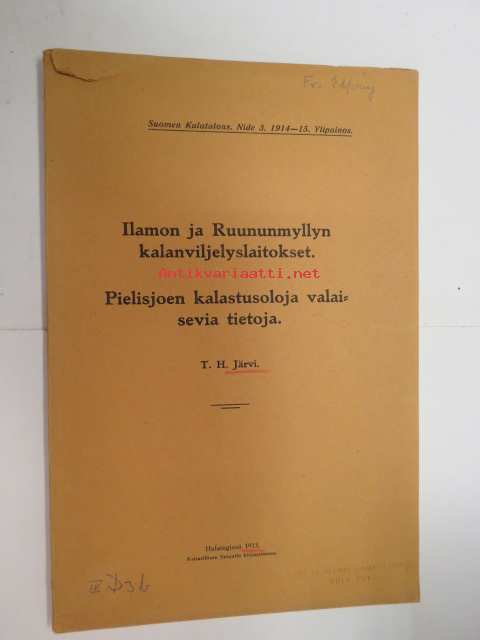 Suomen Kalatalous. Nide 3. 1914—15. Ylipainos.
Ilamon ja Ruununmyllyn
kalanviljelyslaitokset.
Antikvariaatti.net
Pielisjoen kalastusoloja valai=
sevia tietoja.
T. H. Järvi.
Helsingissä 1915.